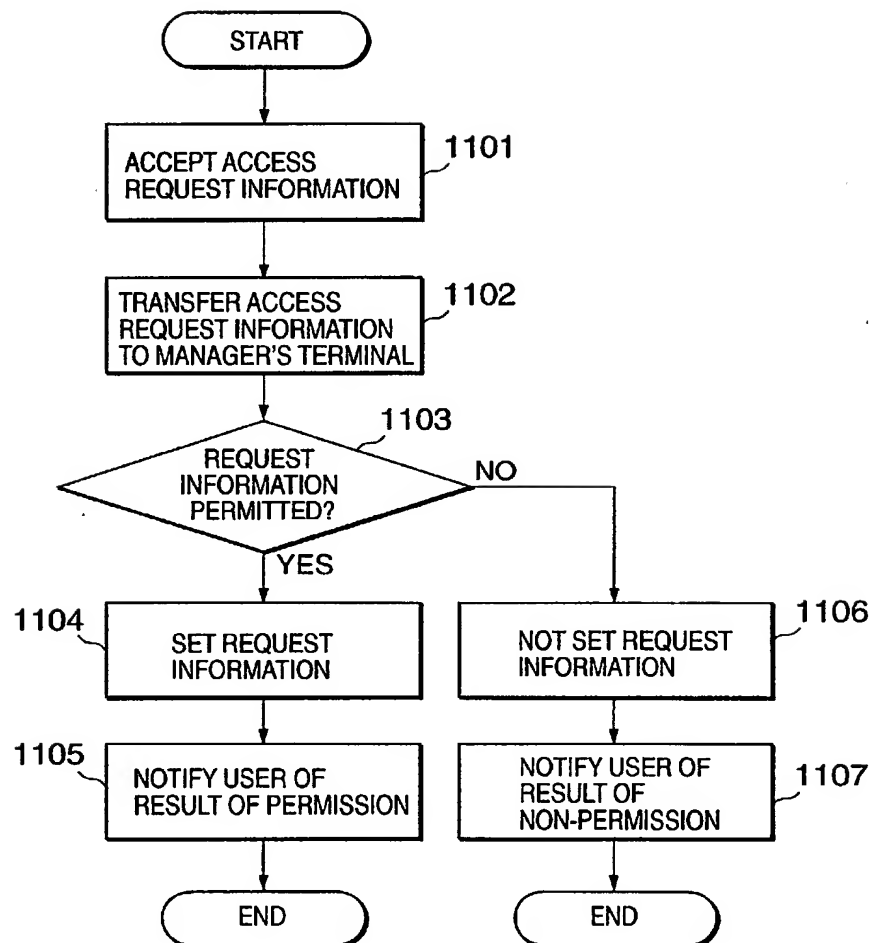 START
1101
ACCEPT ACCESS
REQUEST INFORMATION
1102
TRANSFER ACCESS
REQUEST INFORMATION
TO MANAGER'S TERMINAL
1103
REQUEST
INFORMATION
PERMITTED?
NO
YES
1104
SET REQUEST
INFORMATION
1106
NOT SET REQUEST
INFORMATION
1105
NOTIFY USER OF
RESULT OF PERMISSION
1107
NOTIFY USER OF
RESULT OF
NON-PERMISSION
END
END